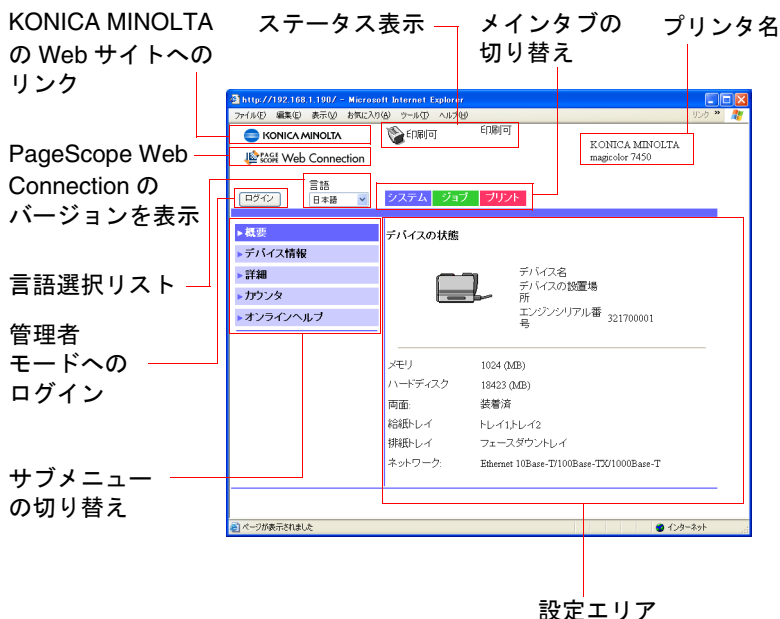 KONICA MINOLTA
の Web サイトへの
リンク
ステータス表示
メインタブの
切り替え
プリンタ名
http://192.168.1.190/ - Microsoft Internet Explorer
ファイル(F) 編集(E) 表示(V) お気に入り(A) ツール(T) ヘルプ(H)
リンク »
KONICA MINOLTA
印刷可
印刷可
KONICA MINOLTA
magicolor 7450
PAGE SCOPE Web Connection
PageScope Web
Connection の
バージョンを表示
言語
ログイン
日本語
システム ジョブ プリント
言語選択リスト
管理者
モードへの
ログイン
サブメニュー
の切り替え
▶概要
▶デバイス情報
▶詳細
▶カウンタ
▶オンラインヘルプ
デバイスの状態
デバイス名
デバイスの設置場
所
エンジンシリアル番
号
321700001
メモリ 1024 (MB)
ハードディスク 18423 (MB)
両面: 装着済
給紙トレイ トレイ1,トレイ2
排紙トレイ フェースダウントレイ
ネットワーク: Ethernet 10Base-T/100Base-TX/1000Base-T
ページが表示されました
インターネット
設定エリア